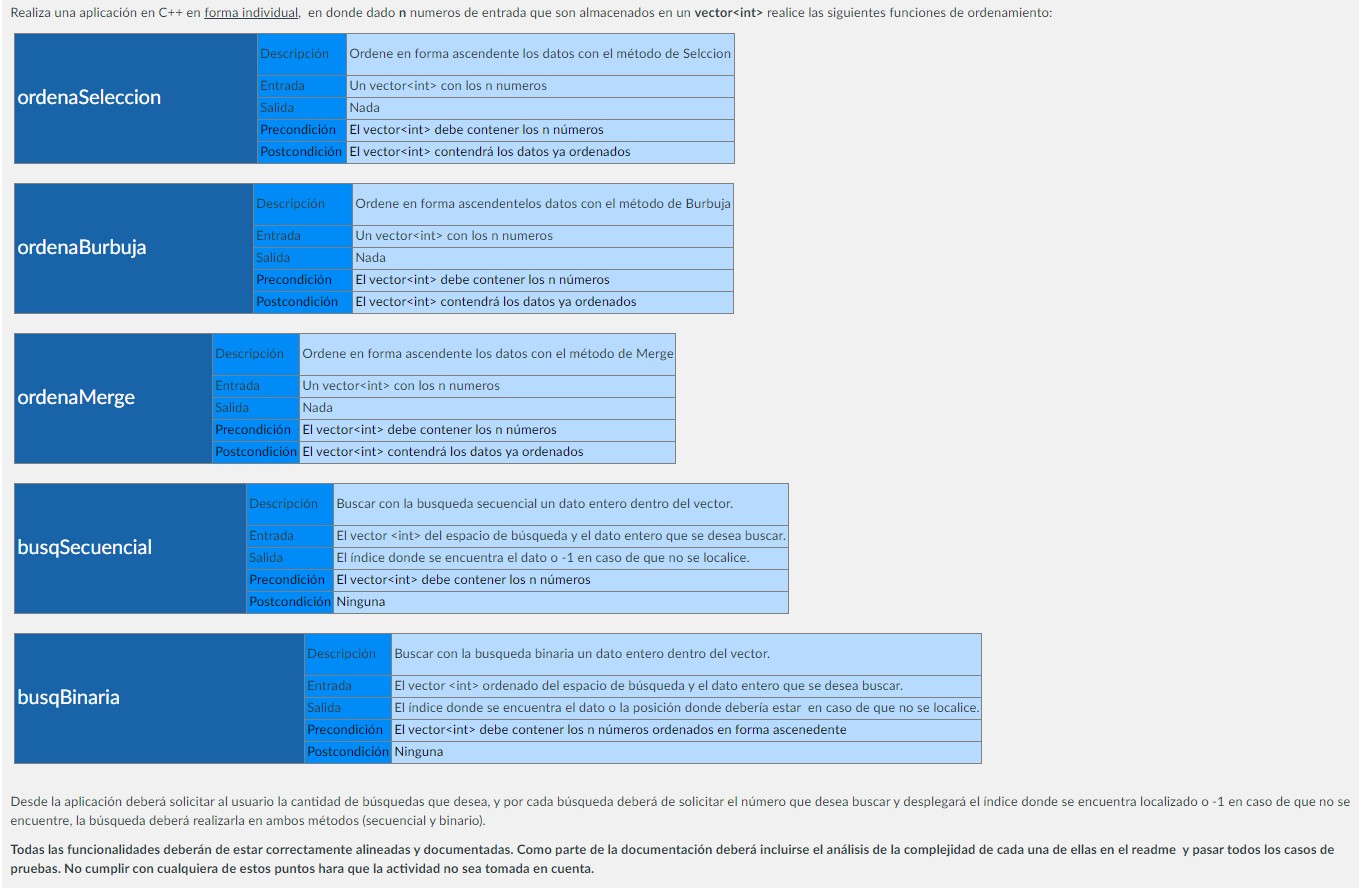 Realiza una aplicación en C++ en forma individual, en donde dado n numeros de entrada que son almacenados en un vector<int> realice las siguientes funciones de ordenamiento:
ordenaSeleccion
Descripción Ordene en forma ascendente los datos con el método de Selccion
Entrada Un vector<int> con los n numeros
Salida Nada
Precondición El vector<int> debe contener los n números
Postcondición El vector<int> contendrá los datos ya ordenados
ordenaBurbuja
Descripción Ordene en forma ascendentelos datos con el método de Burbuja
Entrada Un vector<int> con los n numeros
Salida Nada
Precondición El vector<int> debe contener los n números
Postcondición El vector<int> contendrá los datos ya ordenados
ordenaMerge
Descripción Ordene en forma ascendente los datos con el método de Merge
Entrada Un vector<int> con los n numeros
Salida Nada
Precondición El vector<int> debe contener los n números
Postcondición El vector<int> contendrá los datos ya ordenados
busqSecuencial
Descripción Buscar con la busqueda secuencial un dato entero dentro del vector.
Entrada El vector <int> del espacio de búsqueda y el dato entero que se desea buscar.
Salida El índice donde se encuentra el dato o -1 en caso de que no se localice.
Precondición El vector<int> debe contener los n números
Postcondición Ninguna
busqBinaria
Descripción Buscar con la busqueda binaria un dato entero dentro del vector.
Entrada El vector <int> ordenado del espacio de búsqueda y el dato entero que se desea buscar.
Salida El índice donde se encuentra el dato o la posición donde debería estar en caso de que no se localice.
Precondición El vector<int> debe contener los n números ordenados en forma ascenedente
Postcondición Ninguna
Desde la aplicación deberá solicitar al usuario la cantidad de búsquedas que desea, y por cada búsqueda deberá de solicitar el número que desea buscar y desplegará el índice donde se encuentra localizado o -1 en caso de que no se
encuentre, la búsqueda deberá realizarla en ambos métodos (secuencial y binario).
Todas las funcionalidades deberán de estar correctamente alineadas y documentadas. Como parte de la documentación deberá incluirse el análisis de la complejidad de cada una de ellas en el readme y pasar todos los casos de
pruebas. No cumplir con cualquiera de estos puntos hara que la actividad no sea tomada en cuenta.